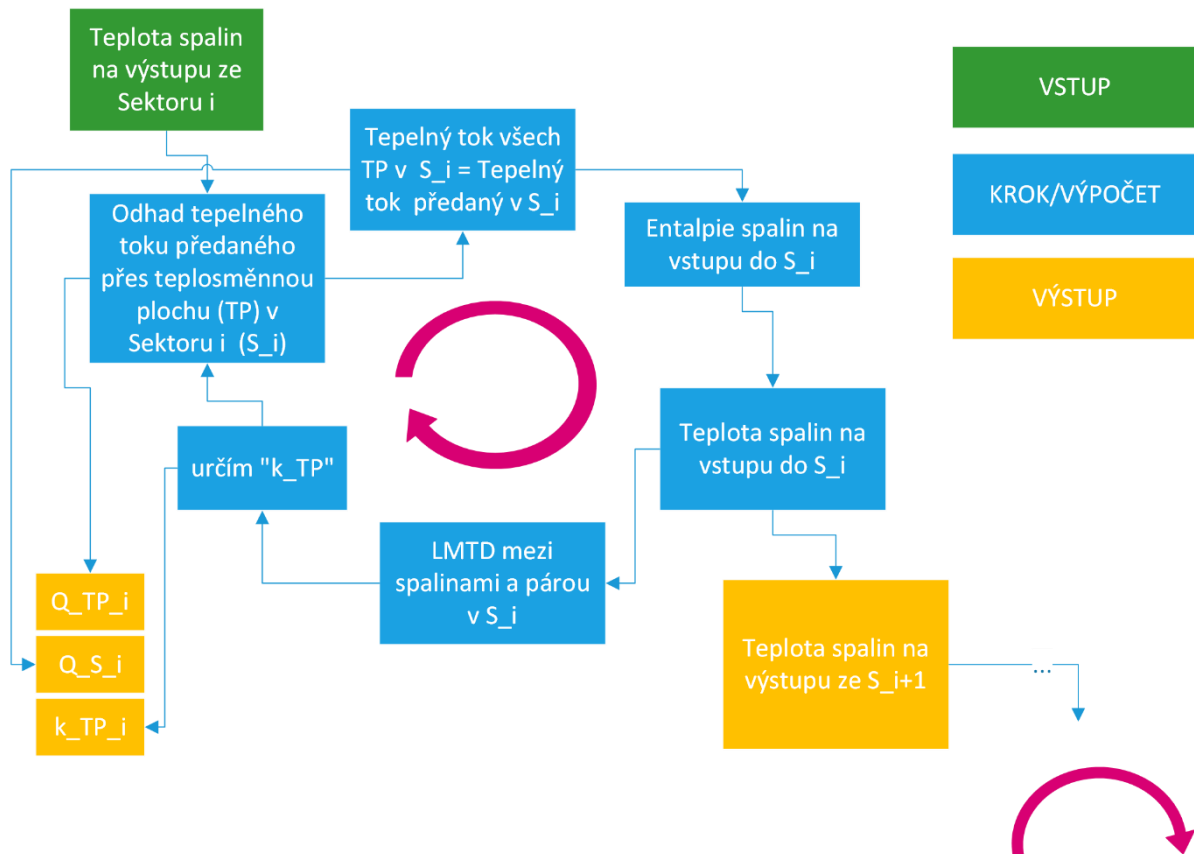 Teplota spalin
na výstupu ze
Sektoru i
VSTUP
Tepelný tok všech
TP v  S_i = Tepelný
tok  předaný v S_i
KROK/VÝPOČET
Odhad tepelného
toku předaného
přes teplosměnnou
plochu (TP) v
Sektoru i  (S_i)
Entalpie spalin na
vstupu do S_i
VÝSTUP
Teplota spalin na
vstupu do S_i
určím "k_TP"
LMTD mezi
spalinami a párou
v S_i
Q_TP_i
Q_S_i
k_TP_i
Teplota spalin na
výstupu ze S_i+1
...